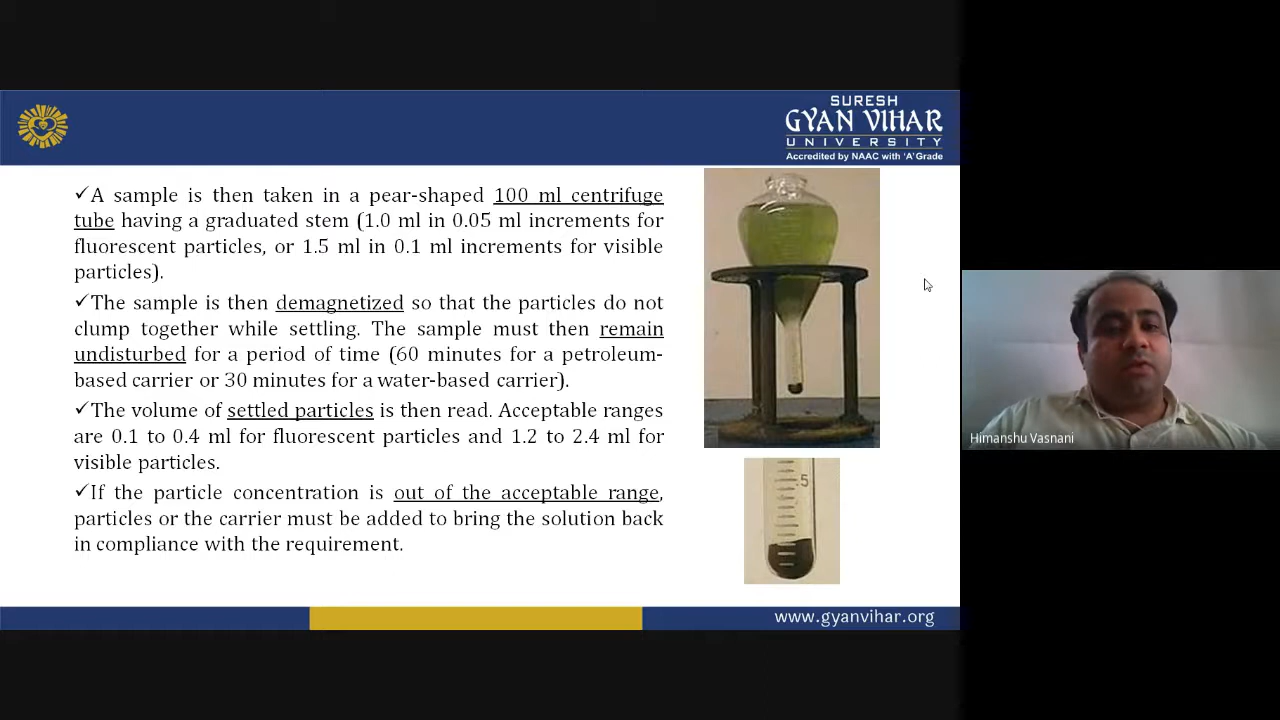 SURESH
GYAN VIHAR
UNIVERSITY
Accredited by NAAC with 'A' Grade
✓A sample is then taken in a pear-shaped 100 ml centrifuge
tube having a graduated stem (1.0 ml in 0.05 ml increments for
fluorescent particles, or 1.5 ml in 0.1 ml increments for visible
particles).
✓The sample is then demagnetized so that the particles do not
clump together while settling. The sample must then remain
undisturbed for a period of time (60 minutes for a petroleum-
based carrier or 30 minutes for a water-based carrier).
✓The volume of settled particles is then read. Acceptable ranges
are 0.1 to 0.4 ml for fluorescent particles and 1.2 to 2.4 ml for
visible particles.
✓If the particle concentration is out of the acceptable range,
particles or the carrier must be added to bring the solution back
in compliance with the requirement.
.5
Himanshu Vasnani
www.gyanvihar.org